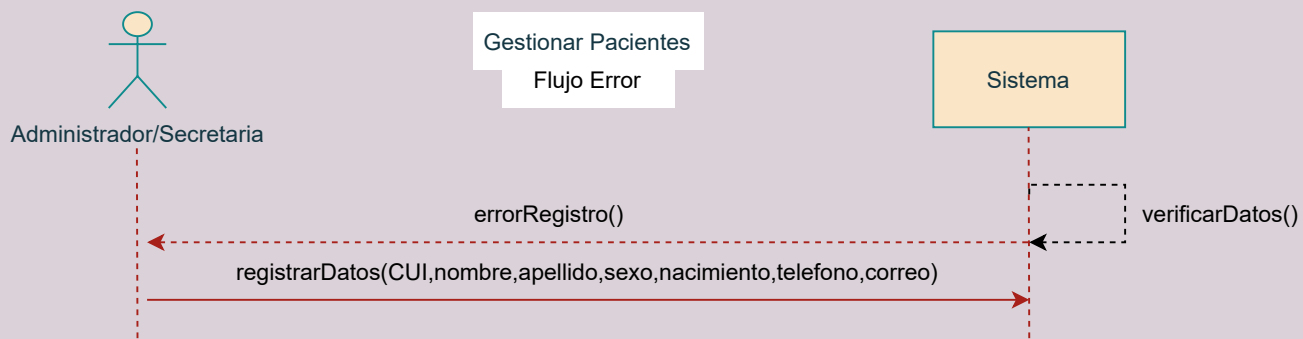 Gestionar Pacientes
Flujo Error
Sistema
Administrador/Secretaria
errorRegistro()
verificarDatos()
registrarDatos(CUI,nombre,apellido,sexo,nacimiento,telefono,correo)